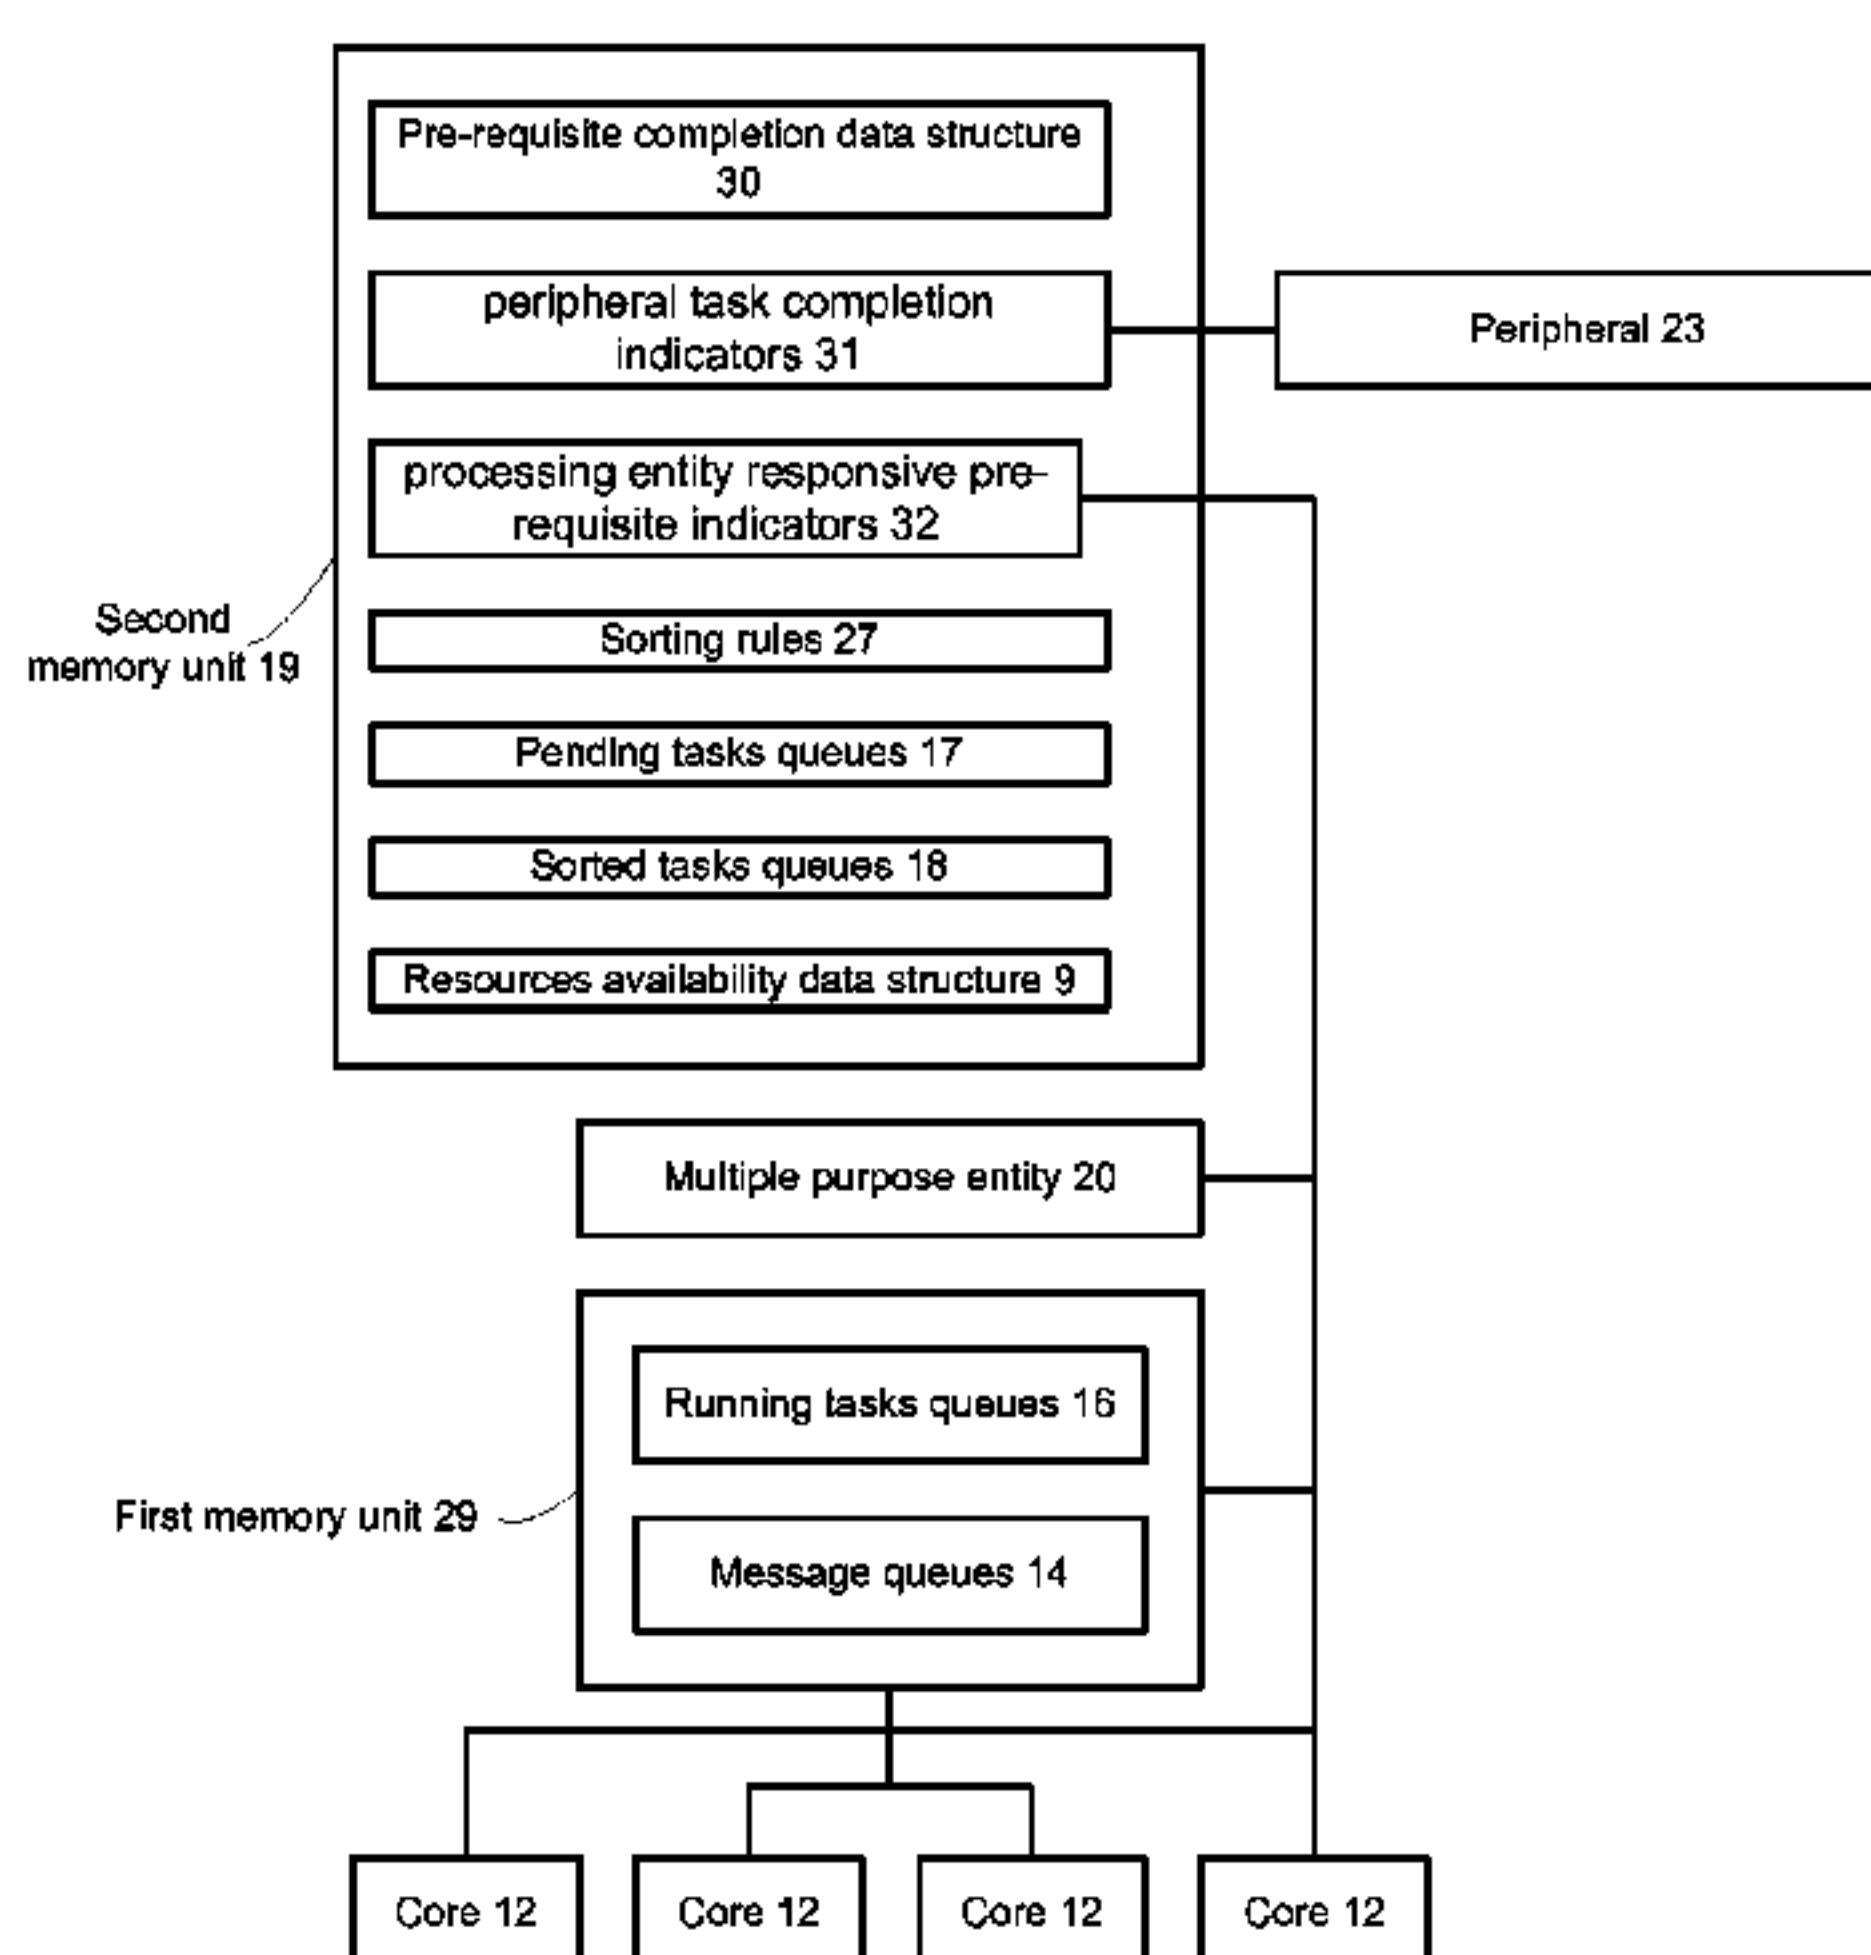 Pre-requisite completion data structure
30
peripheral task completion
indicators 31
Peripheral 23
processing entity responsive pre-
requisite indicators 32
Second
memory unit 19
Sorting rules 27
Pending tasks queues 17
Sorted tasks queues 18
Resources availability data structure 9
Multiple purpose entity 20
Running tasks queues 16
First memory unit 29
Message queues 14
Core 12
Core 12
Core 12
Core 12